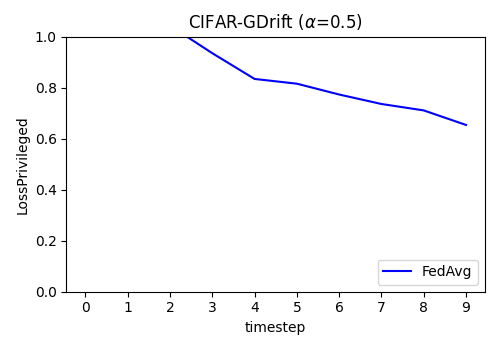 CIFAR-GDrift (α=0.5)
LossPrivileged
1.0
0.8
0.6
0.4
0.2
0.0
FedAvg
0 1 2 3 4 5 6 7 8 9
timestep